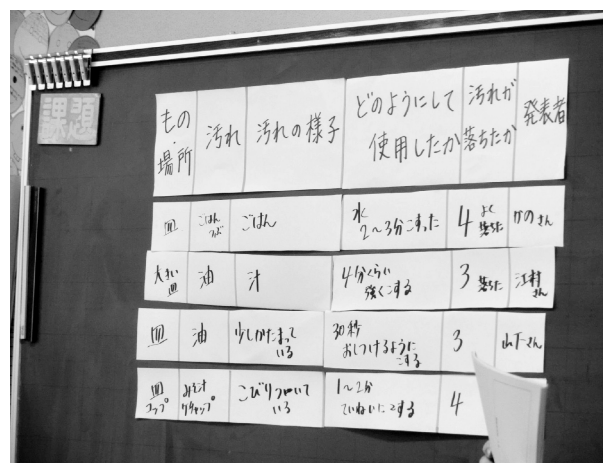 課題
もの・場所 汚れ 汚れの様子 どのようにして使用したか 汚れが落ちたか 発表者
皿 ごはんつぶ ごはん 水 2〜3分こすった 4 よく落ちた かのさん
大きい皿 油 汁 4分くらい強くこする 3 落ちた 江村さん
皿 油 少しかたまっている 30秒おしつけるようにこする 3 山下さん
皿 コップ みそ汁 ケチャップ こびりついている 1〜2分ていねいにこする 4